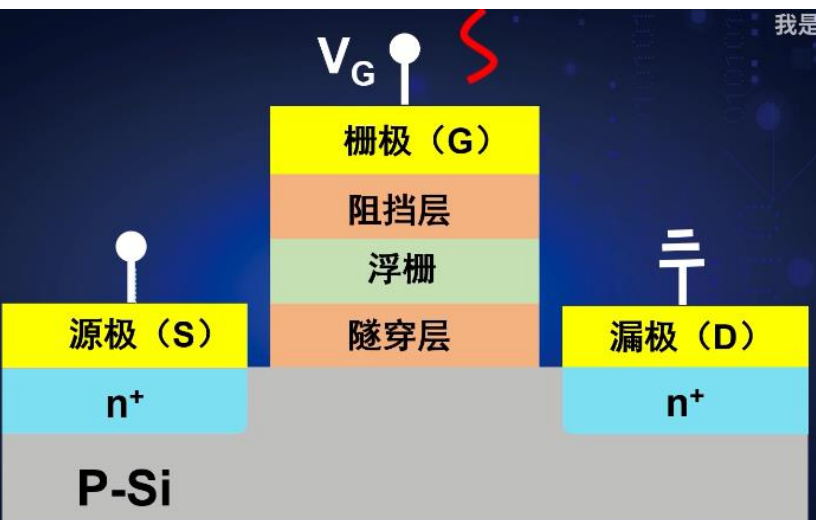 我是
V_G
栅极（G）
阻挡层
浮栅
隧穿层
源极（S）
漏极（D）
n⁺
n⁺
P-Si